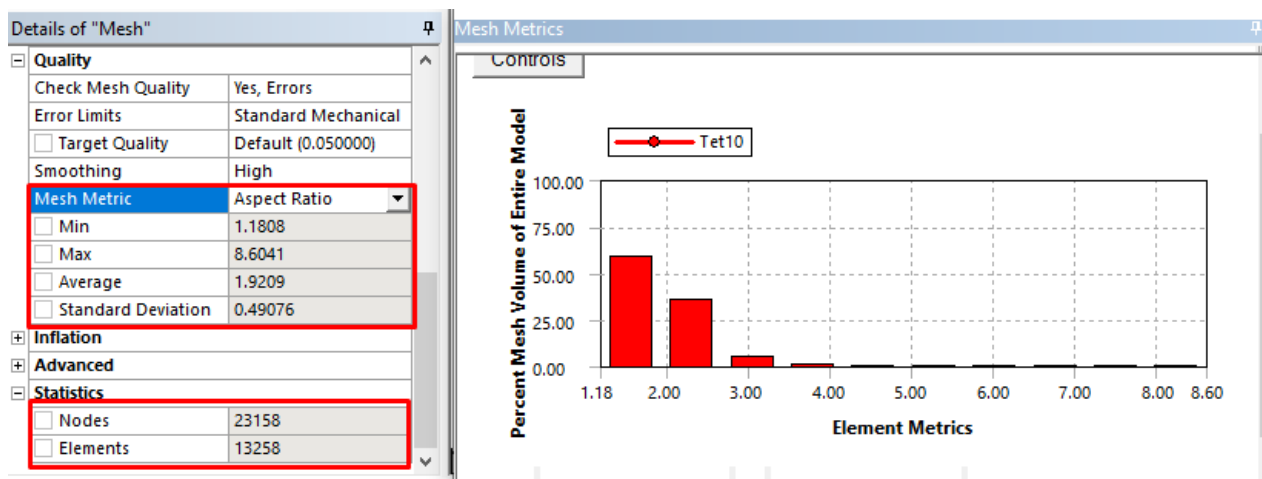 Details of "Mesh"
Quality
Check Mesh Quality Yes, Errors
Error Limits Standard Mechanical
Target Quality Default (0.050000)
Smoothing High
Mesh Metric Aspect Ratio
Min 1.1808
Max 8.6041
Average 1.9209
Standard Deviation 0.49076
Inflation
Advanced
Statistics
Nodes 23158
Elements 13258
Mesh Metrics
Controls
Tet10
Percent Mesh Volume of Entire Model
100.00
75.00
50.00
25.00
0.00
1.18 2.00 3.00 4.00 5.00 6.00 7.00 8.00 8.60
Element Metrics